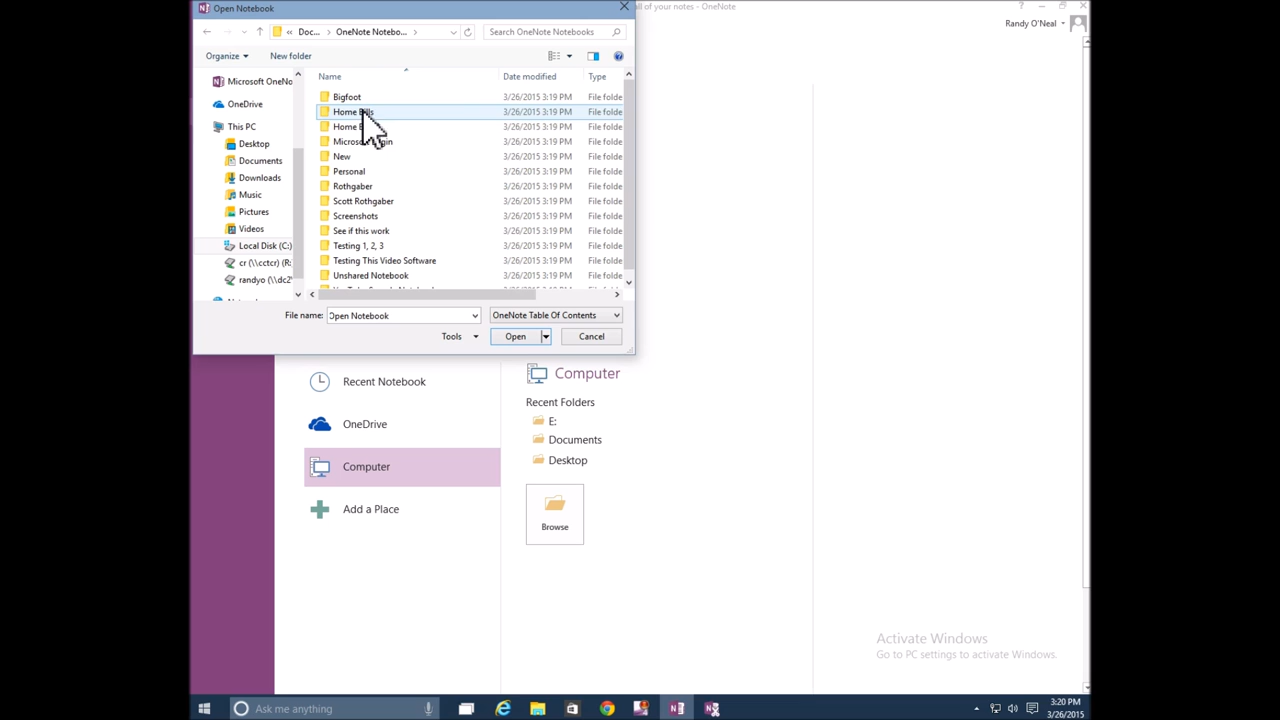 Open Notebook
all of your notes - OneNote
Randy O'Neal
« Doc... > OneNote Notebo... >
Search OneNote Notebooks
Organize
New folder
Name
Date modified
Type
Microsoft OneNo
OneDrive
This PC
Desktop
Documents
Downloads
Music
Pictures
Videos
Local Disk (C:)
cr (\\cctcr) (R:
randyo (\\dc2'
Bigfoot 3/26/2015 3:19 PM File folde
Home Bills 3/26/2015 3:19 PM File folde
Home 3/26/2015 3:19 PM File folde
3/26/2015 3:19 PM File folde
New 3/26/2015 3:19 PM File folde
Personal 3/26/2015 3:19 PM File folde
Rothgaber 3/26/2015 3:19 PM File folde
Scott Rothgaber 3/26/2015 3:19 PM File folde
Screenshots 3/26/2015 3:19 PM File folde
See if this work 3/26/2015 3:19 PM File folde
Testing 1, 2, 3 3/26/2015 3:19 PM File folde
Testing This Video Software 3/26/2015 3:19 PM File folde
Unshared Notebook 3/26/2015 3:19 PM File folde
File name: Open Notebook
OneNote Table Of Contents
Tools
Open
Cancel
Recent Notebook
OneDrive
Computer
Add a Place
Computer
Recent Folders
E:
Documents
Desktop
Browse
Activate Windows
Go to PC settings to activate Windows.
Ask me anything
3:20 PM
3/26/2015